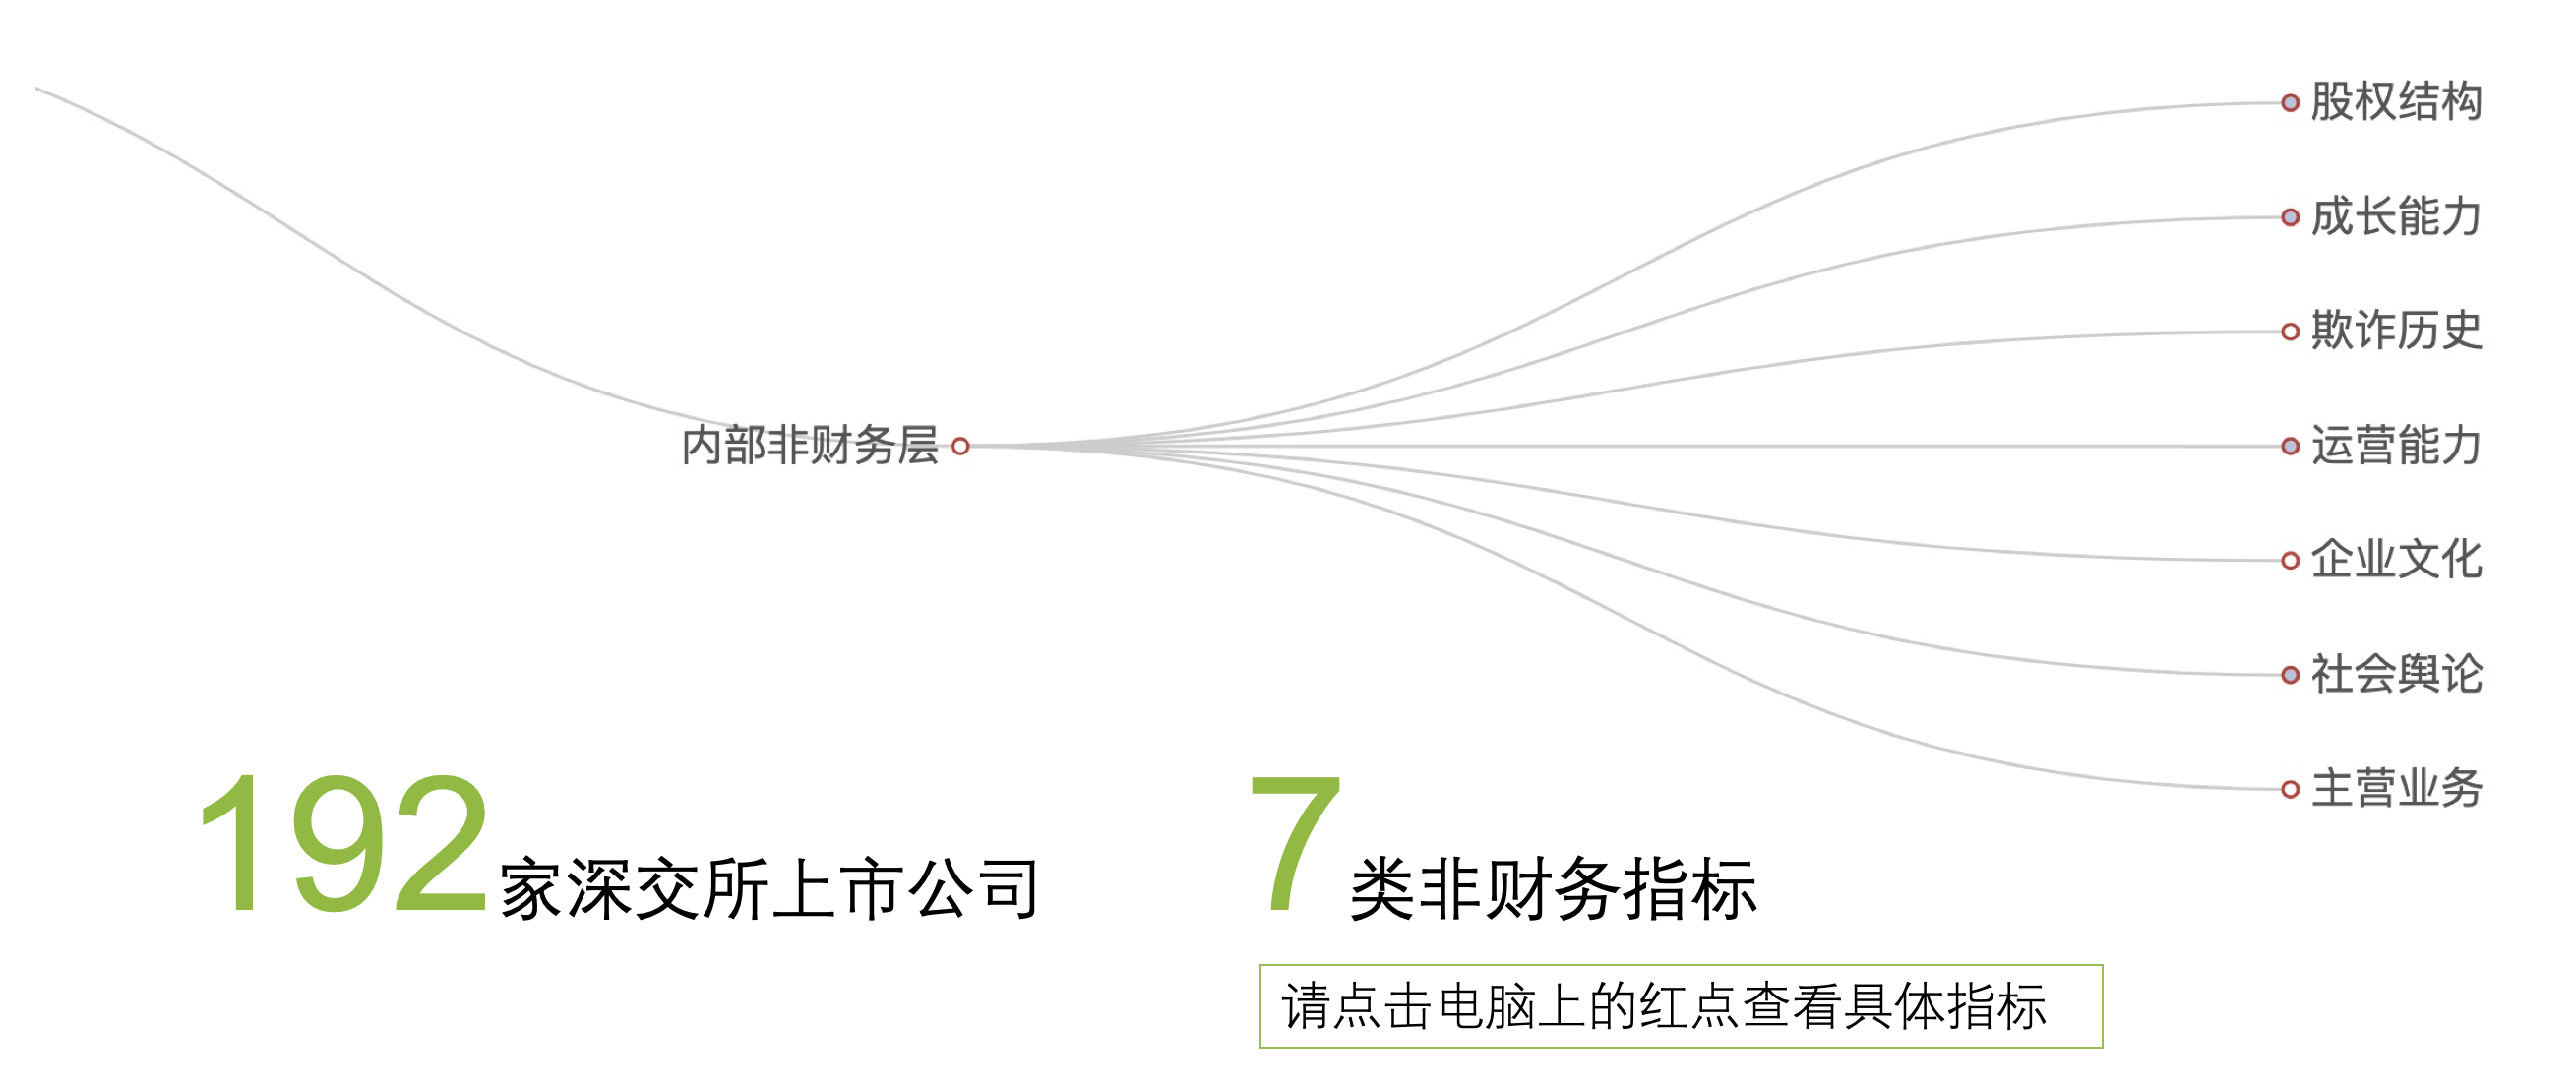 股权结构
成长能力
欺诈历史
内部非财务层
运营能力
企业文化
社会舆论
主营业务
192家深交所上市公司
7类非财务指标
请点击电脑上的红点查看具体指标